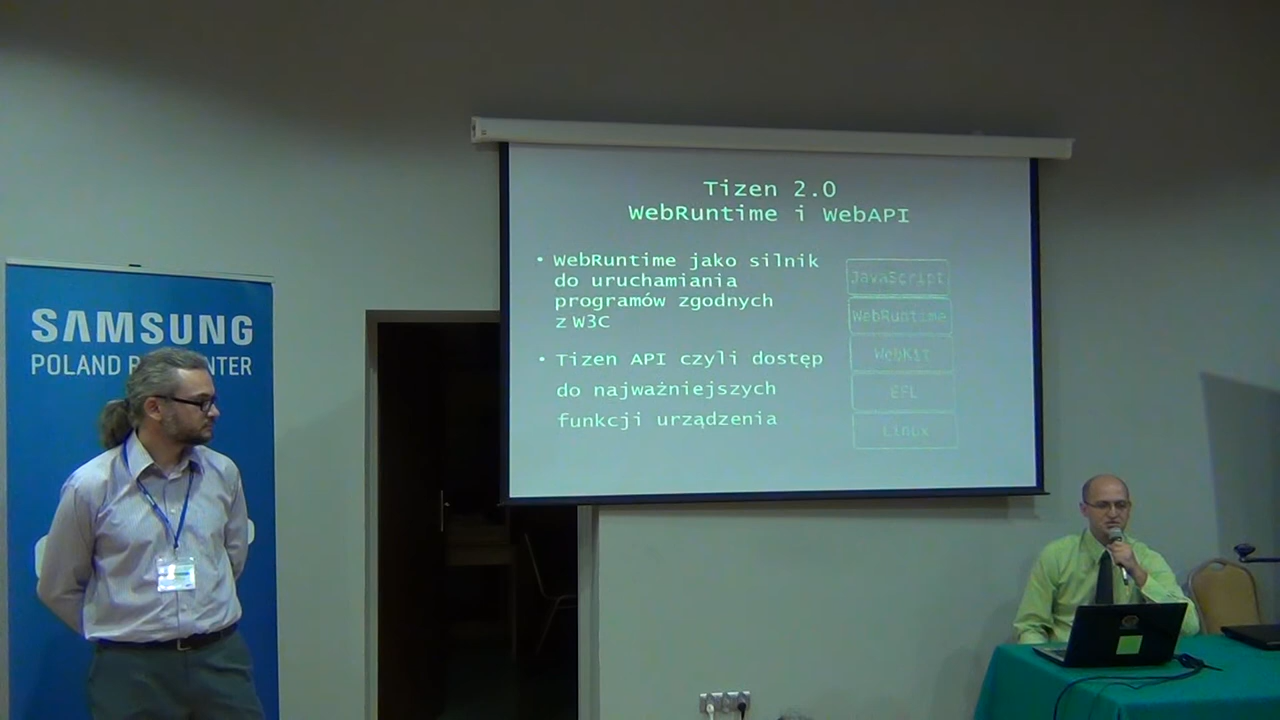 Tizen 2.0
WebRuntime i WebAPI
• WebRuntime jako silnik
do uruchamiania
programów zgodnych
z W3C
• Tizen API czyli dostęp
do najważniejszych
funkcji urządzenia
JavaScript
WebRuntime
WebKit
EFL
Linux
SAMSUNG
POLAND
NTER